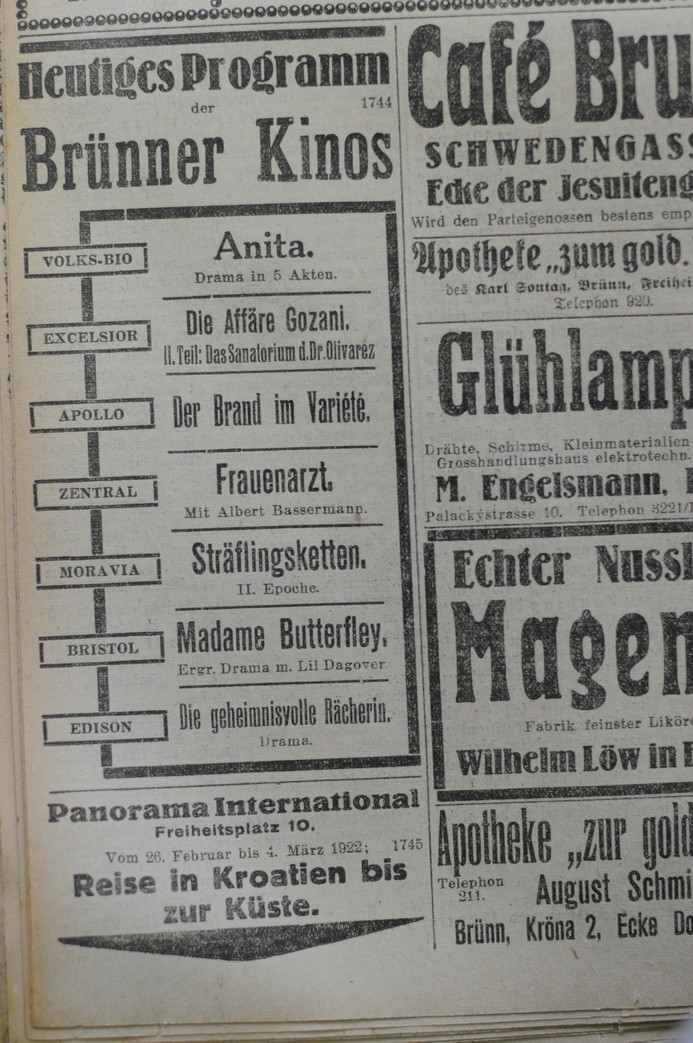 Heutiges Programm
der 1744
Brünner Kinos
VOLKS-BIO
Anita.
Drama in 5 Akten.
EXCELSIOR
Die Affäre Gozani.
II. Teil: Das Sanatorium d. Dr. Olivarez
APOLLO
Der Brand im Variété.
ZENTRAL
Frauenarzt.
Mit Albert Bassermann.
MORAVIA
Sträflingsketten.
II. Epoche.
BRISTOL
Madame Butterfley.
Ergr. Drama m. Lil Dagover
EDISON
Die geheimnisvolle Rächerin.
Drama.
Panorama International
Freiheitsplatz 10.
Vom 26. Februar bis 4. März 1922; 1745
Reise in Kroatien bis
zur Küste.
Café Bru
SCHWEDENGASS
Ecke der Jesuiteng
Wird den Parteigenossen bestens emp
Apotheke „zum gold.
des Karl Sontag, Brünn, Freihei
Telephon 920.
Glühlamp
Drähte, Schirme, Kleinmaterialien
Grosshandlungshaus elektrotechn.
M. Engelsmann,
Palackýstrasse 10. Telephon 3221/
Echter Nussl
Magen
Fabrik feinster Likör
Wilhelm Löw in
Apotheke „zur gold
Telephon
211.
August Schmi
Brünn, Kröna 2, Ecke Do